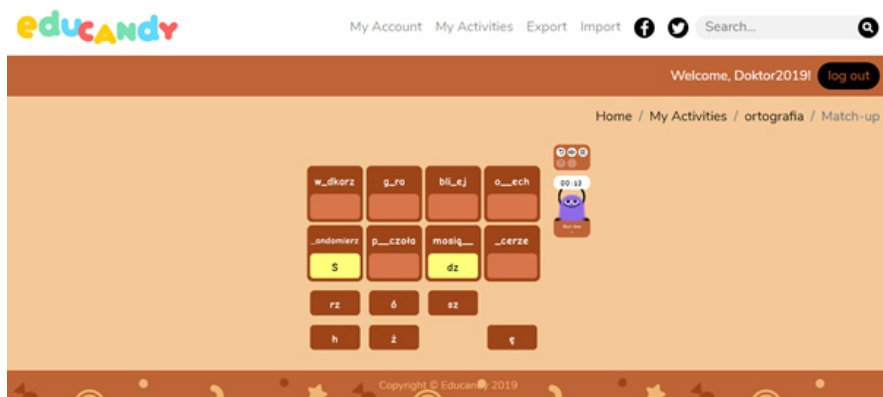 eduCANdy My Account My Activities Export Import Search...
Welcome, Doktor2019! log out
Home / My Activities / ortografia / Match-up
w_dkarz g_ra bli_ej o__ech
00:13
_andomierz p__czoła mosią__ _cerze
S dz
rz ó sz
h ż ę
Copyright © Educandy 2019